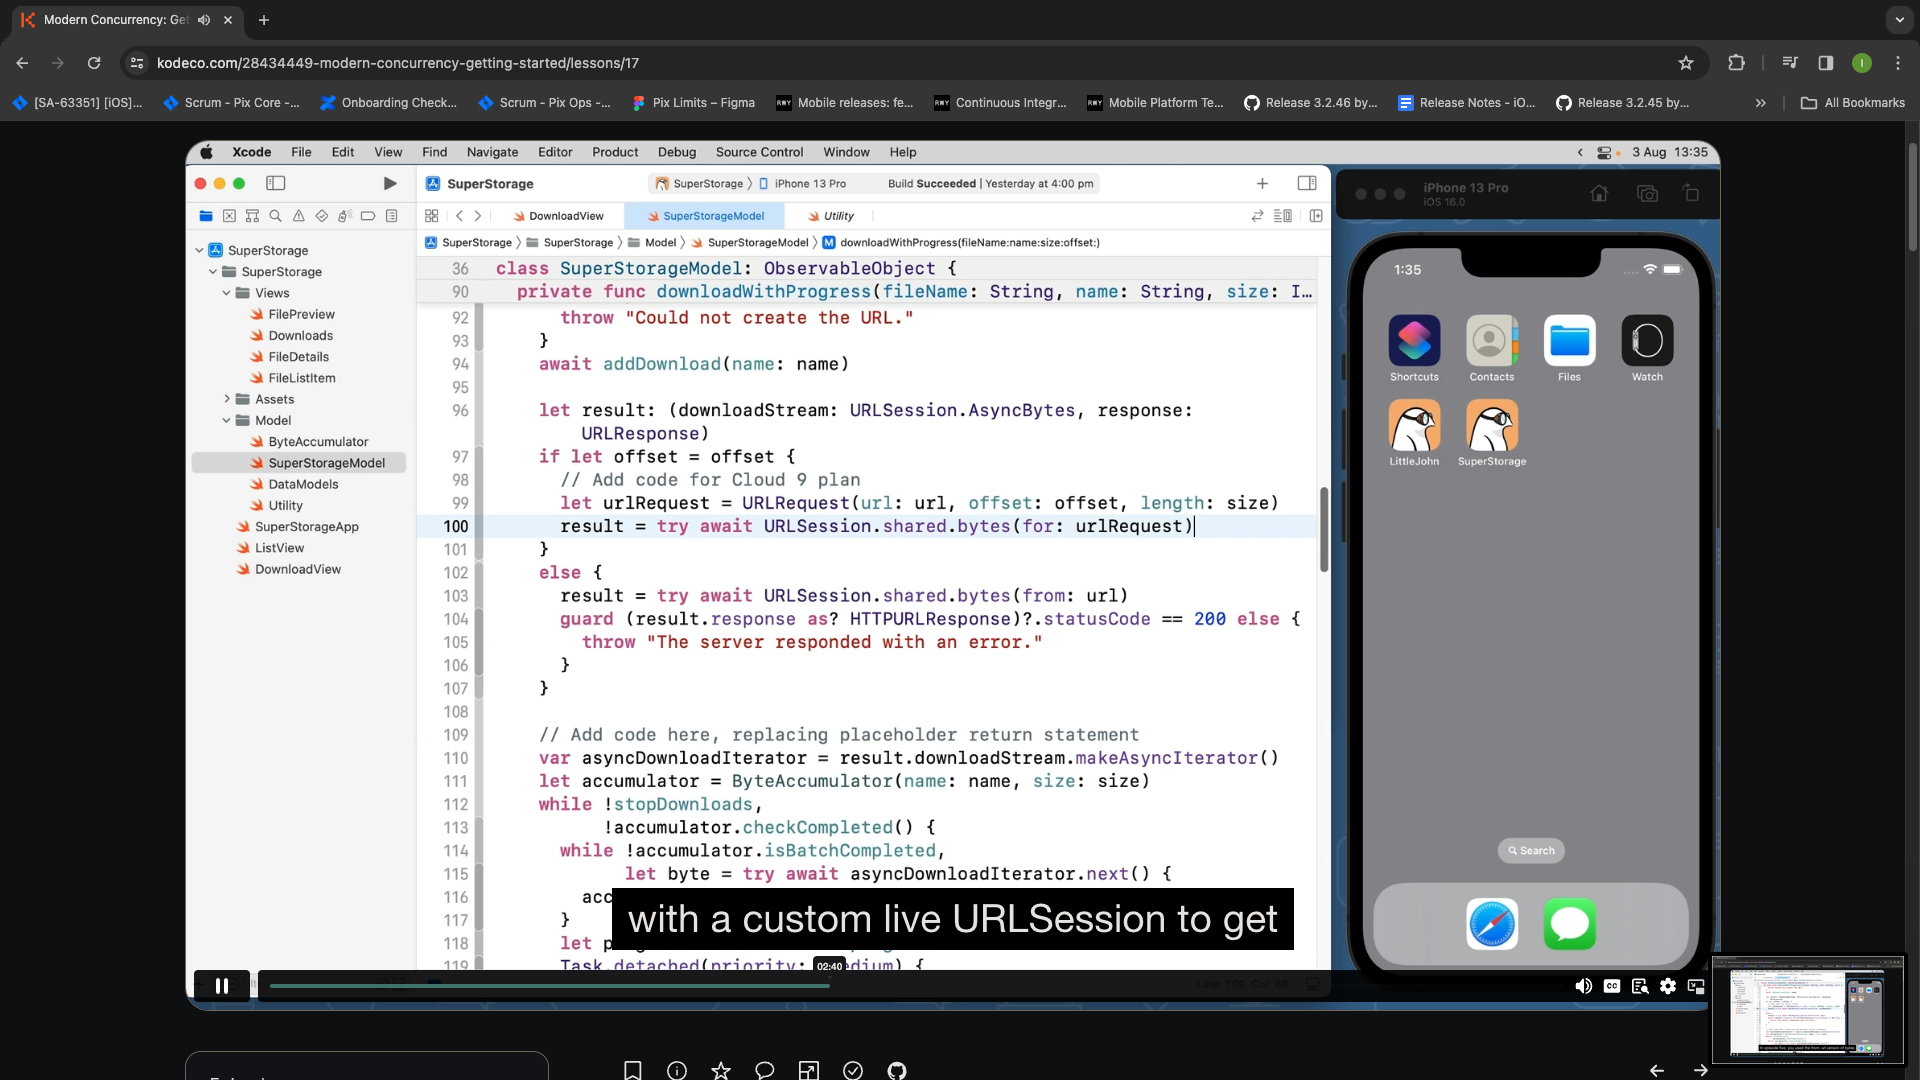 Modern Concurrency: Get
kodeco.com/28434449-modern-concurrency-getting-started/lessons/17
[SA-63351] [iOS]...
Scrum - Pix Core -...
Onboarding Check...
Scrum - Pix Ops -...
Pix Limits – Figma
RWY Mobile releases: fe...
RWY Continuous Integr...
RWY Mobile Platform Te...
Release 3.2.46 by...
Release Notes - iO...
Release 3.2.45 by...
All Bookmarks
Xcode File Edit View Find Navigate Editor Product Debug Source Control Window Help
3 Aug 13:35
SuperStorage
SuperStorage
iPhone 13 Pro
Build Succeeded | Yesterday at 4:00 pm
iPhone 13 Pro
iOS 16.0
DownloadView
SuperStorageModel
Utility
SuperStorage
SuperStorage
Model
SuperStorageModel
M downloadWithProgress(fileName:name:size:offset:)
SuperStorage
SuperStorage
Views
FilePreview
Downloads
FileDetails
FileListItem
Assets
Model
ByteAccumulator
SuperStorageModel
DataModels
Utility
SuperStorageApp
ListView
DownloadView
36 class SuperStorageModel: ObservableObject {
90 private func downloadWithProgress(fileName: String, name: String, size: I…
92 throw "Could not create the URL."
93 }
94 await addDownload(name: name)
95
96 let result: (downloadStream: URLSession.AsyncBytes, response:
URLResponse)
97 if let offset = offset {
98 // Add code for Cloud 9 plan
99 let urlRequest = URLRequest(url: url, offset: offset, length: size)
100 result = try await URLSession.shared.bytes(for: urlRequest)
101 }
102 else {
103 result = try await URLSession.shared.bytes(from: url)
104 guard (result.response as? HTTPURLResponse)?.statusCode == 200 else {
105 throw "The server responded with an error."
106 }
107 }
108
109 // Add code here, replacing placeholder return statement
110 var asyncDownloadIterator = result.downloadStream.makeAsyncIterator()
111 let accumulator = ByteAccumulator(name: name, size: size)
112 while !stopDownloads,
113 !accumulator.checkCompleted() {
114 while !accumulator.isBatchCompleted,
115 let byte = try await asyncDownloadIterator.next() {
116 acc
117 }
118 let p
119 Task.detached(priority: medium) {
with a custom live URLSession to get
02:40
Line: 100 Col: 66
1:35
Shortcuts
Contacts
Files
Watch
LittleJohn
SuperStorage
Search
CC